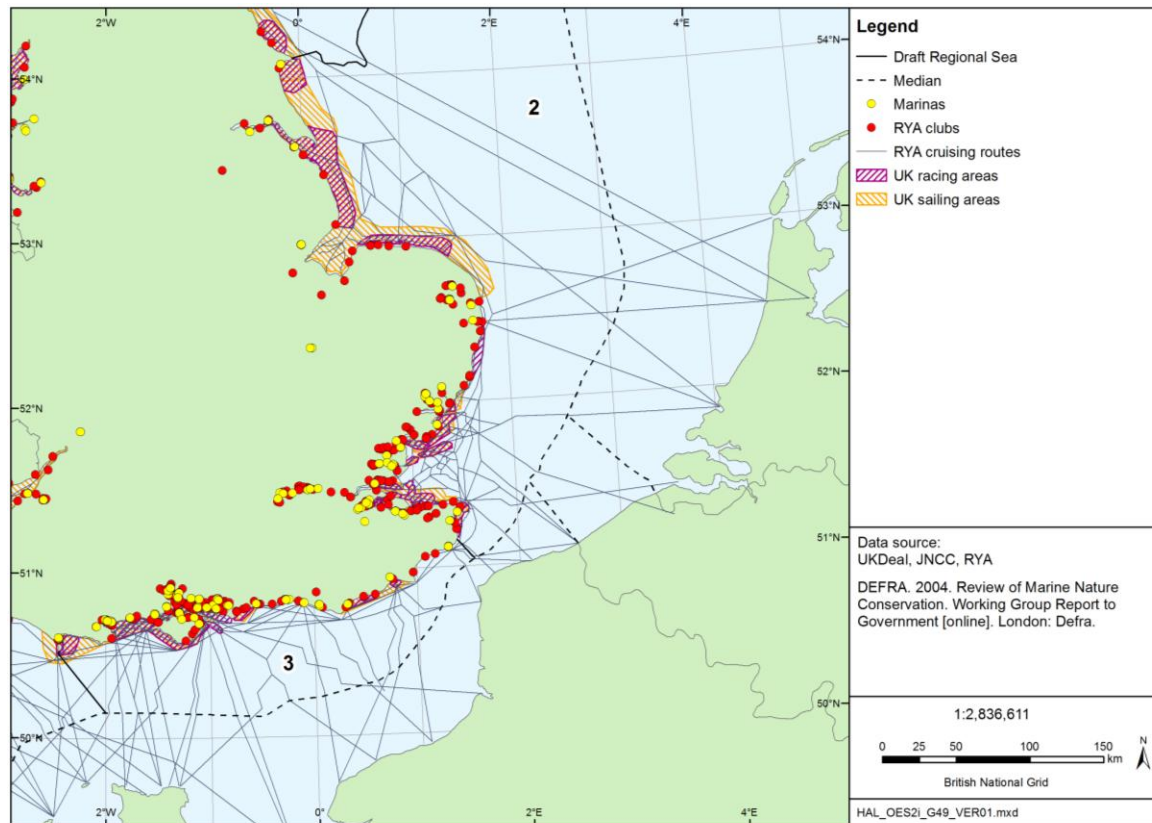 2°W
0°
2°E
4°E
54°N
54°N
2
53°N
53°N
52°N
52°N
51°N
51°N
3
50°N
50°N
2°W
0°
2°E
4°E
Legend
Draft Regional Sea
Median
Marinas
RYA clubs
RYA cruising routes
UK racing areas
UK sailing areas
Data source:
UKDeal, JNCC, RYA
DEFRA. 2004. Review of Marine Nature
Conservation. Working Group Report to
Government [online]. London: Defra.
1:2,836,611
0 25 50 100 150
km
N
British National Grid
HAL_OES2i_G49_VER01.mxd